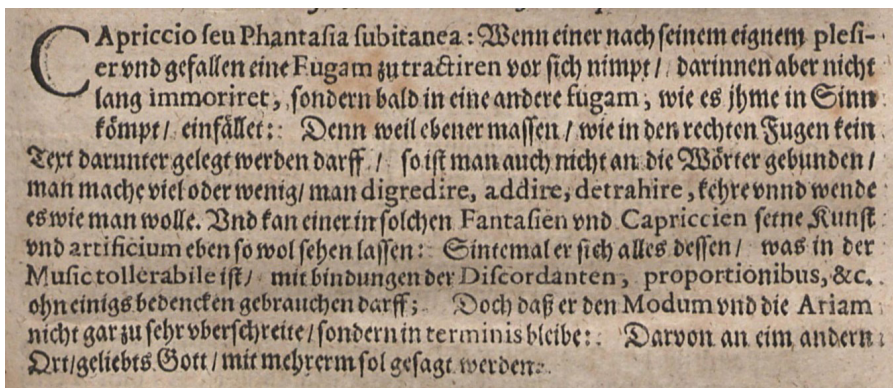 CApriccio ſeu Phantaſia ſubitanea: Wenn einer nach ſeinem eignem pleſi-
er vnd gefallen eine Fugam zu tractiren vor ſich nimpt / darinnen aber nicht
lang immoriret, ſondern bald in eine andere fugam, wie es jhme in Sinn
kömpt / einfället: Denn weil ebener maſſen / wie in den rechten Fugen kein
Text darunter gelegt werden darff / ſo iſt man auch nicht an die Wörter gebunden /
man mache viel oder wenig / man digredire, addire, detrahire, kehre vnnd wende
es wie man wolle. Vnd kan einer in ſolchen Fantaſien vnd Capriccien ſeine Kunſt
vnd artificium eben ſo wol ſehen laſſen: Sintemal er ſich alles deſſen / was in der
Muſic tollerabile iſt / mit bindungen der Diſcordanten, proportionibus, &c.
ohn einigs bedencken gebrauchen darff; Doch daß er den Modum vnd die Ariam
nicht gar zu ſehr vberſchreite / ſondern in terminis bleibe: Darvon an eim andern
Ort / geliebts Gott / mit mehrerm ſol geſagt werden.